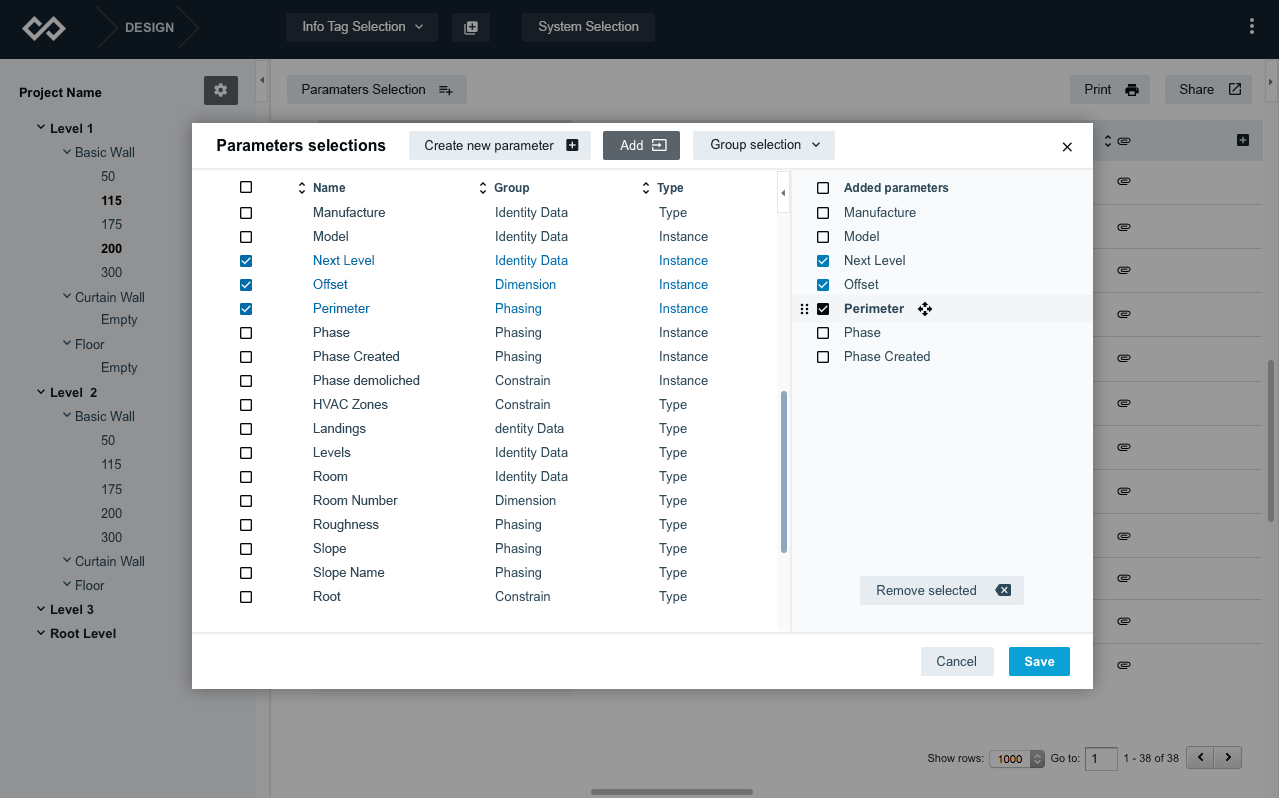 DESIGN
Info Tag Selection
System Selection
Project Name
Paramaters Selection
Print
Share
Level 1
Basic Wall
50
115
175
200
300
Curtain Wall
Empty
Floor
Empty
Level 2
Basic Wall
50
115
175
200
300
Curtain Wall
Floor
Level 3
Root Level
Parameters selections
Create new parameter
Add
Group selection
Name Group Type
Manufacture Identity Data Type
Model Identity Data Instance
Next Level Identity Data Instance
Offset Dimension Instance
Perimeter Phasing Instance
Phase Phasing Instance
Phase Created Phasing Instance
Phase demoliched Constrain Instance
HVAC Zones Constrain Type
Landings dentity Data Type
Levels Identity Data Type
Room Identity Data Type
Room Number Dimension Type
Roughness Phasing Type
Slope Phasing Type
Slope Name Phasing Type
Root Constrain Type
Added parameters
Manufacture
Model
Next Level
Offset
Perimeter
Phase
Phase Created
Remove selected
Cancel
Save
Show rows: 1000 Go to: 1 1 - 38 of 38